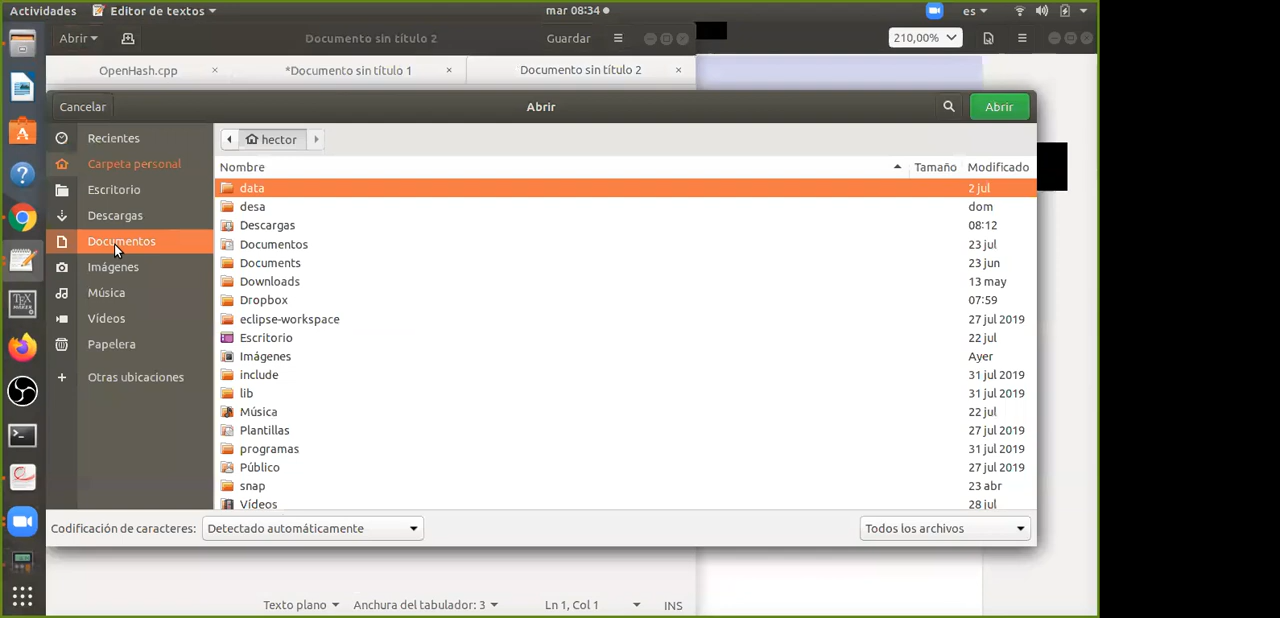 Actividades Editor de textos mar 08:34 es
Abrir Documento sin título 2 Guardar 210,00%
OpenHash.cpp *Documento sin título 1 Documento sin título 2
Cancelar Abrir Abrir
Recientes
Carpeta personal
Escritorio
Descargas
Documentos
Imágenes
Música
Vídeos
Papelera
Otras ubicaciones
hector
Nombre Tamaño Modificado
data 2 jul
desa dom
Descargas 08:12
Documentos 23 jul
Documents 23 jun
Downloads 13 may
Dropbox 07:59
eclipse-workspace 27 jul 2019
Escritorio 22 jul
Imágenes Ayer
include 31 jul 2019
lib 31 jul 2019
Música 22 jul
Plantillas 27 jul 2019
programas 31 jul 2019
Público 27 jul 2019
snap 23 abr
Vídeos 28 jul
Codificación de caracteres: Detectado automáticamente Todos los archivos
Texto plano Anchura del tabulador: 3 Ln 1, Col 1 INS